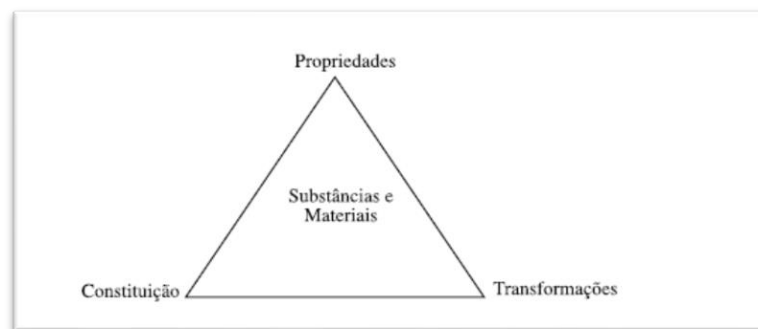 Propriedades
Substâncias e
Materiais
Constituição
Transformações